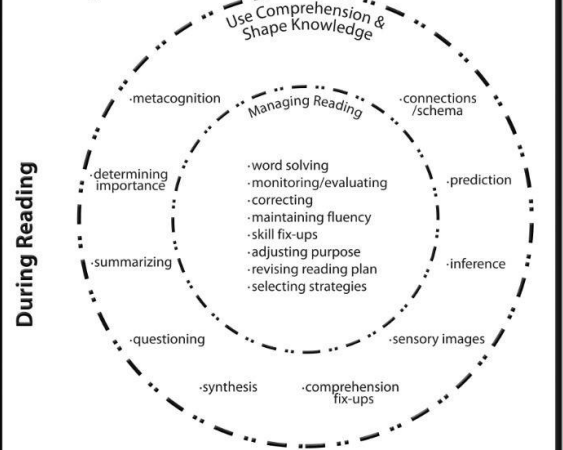 Use Comprehension &
Shape Knowledge
·metacognition
·connections
/schema
Managing Reading
·determining
importance
·word solving
·monitoring/evaluating
·correcting
·maintaining fluency
·skill fix-ups
·adjusting purpose
·revising reading plan
·selecting strategies
·prediction
·summarizing
·inference
·questioning
·sensory images
·synthesis
·comprehension
fix-ups
During Reading